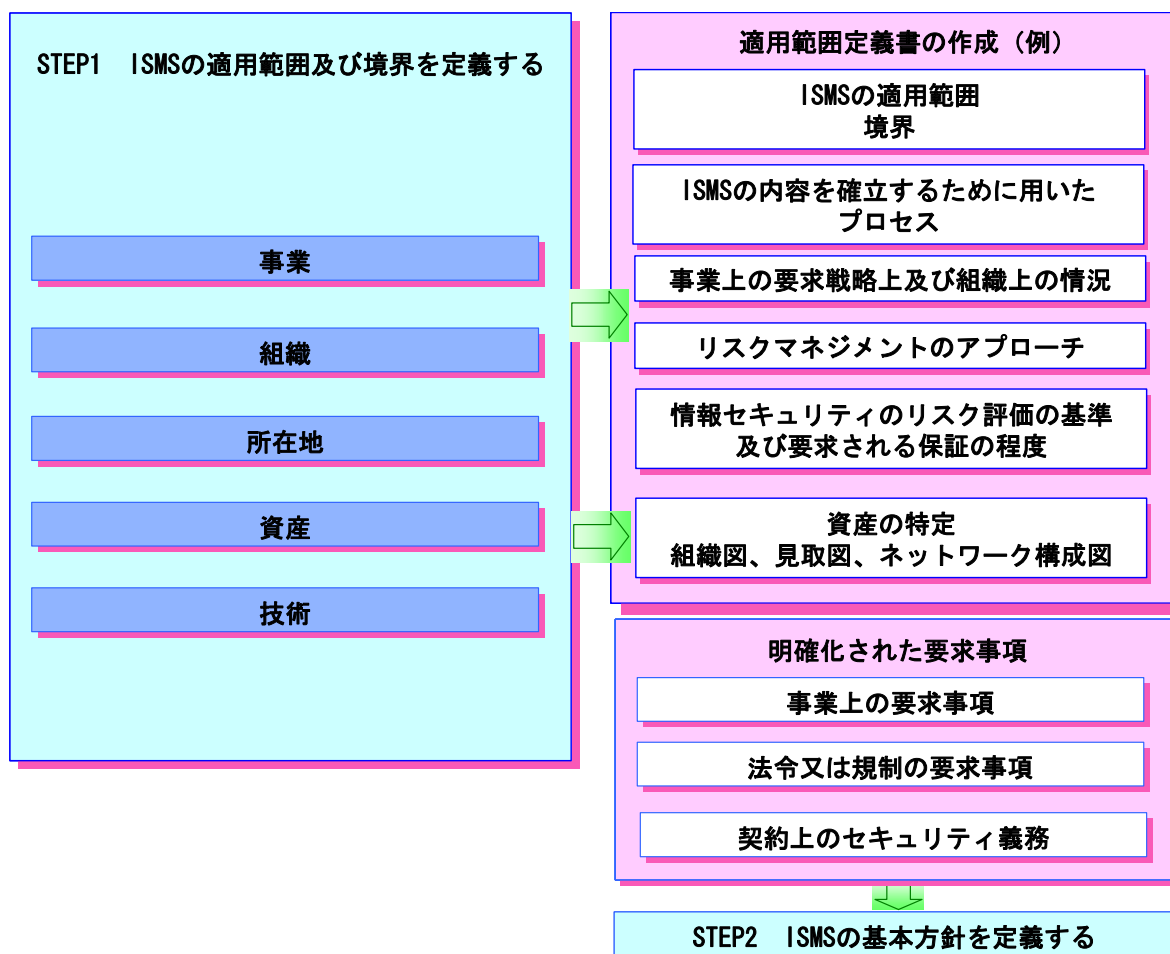 STEP1 ISMSの適用範囲及び境界を定義する
事業
組織
所在地
資産
技術
適用範囲定義書の作成（例）
ISMSの適用範囲
境界
ISMSの内容を確立するために用いた
プロセス
事業上の要求戦略上及び組織上の情況
リスクマネジメントのアプローチ
情報セキュリティのリスク評価の基準
及び要求される保証の程度
資産の特定
組織図、見取図、ネットワーク構成図
明確化された要求事項
事業上の要求事項
法令又は規制の要求事項
契約上のセキュリティ義務
STEP2 ISMSの基本方針を定義する